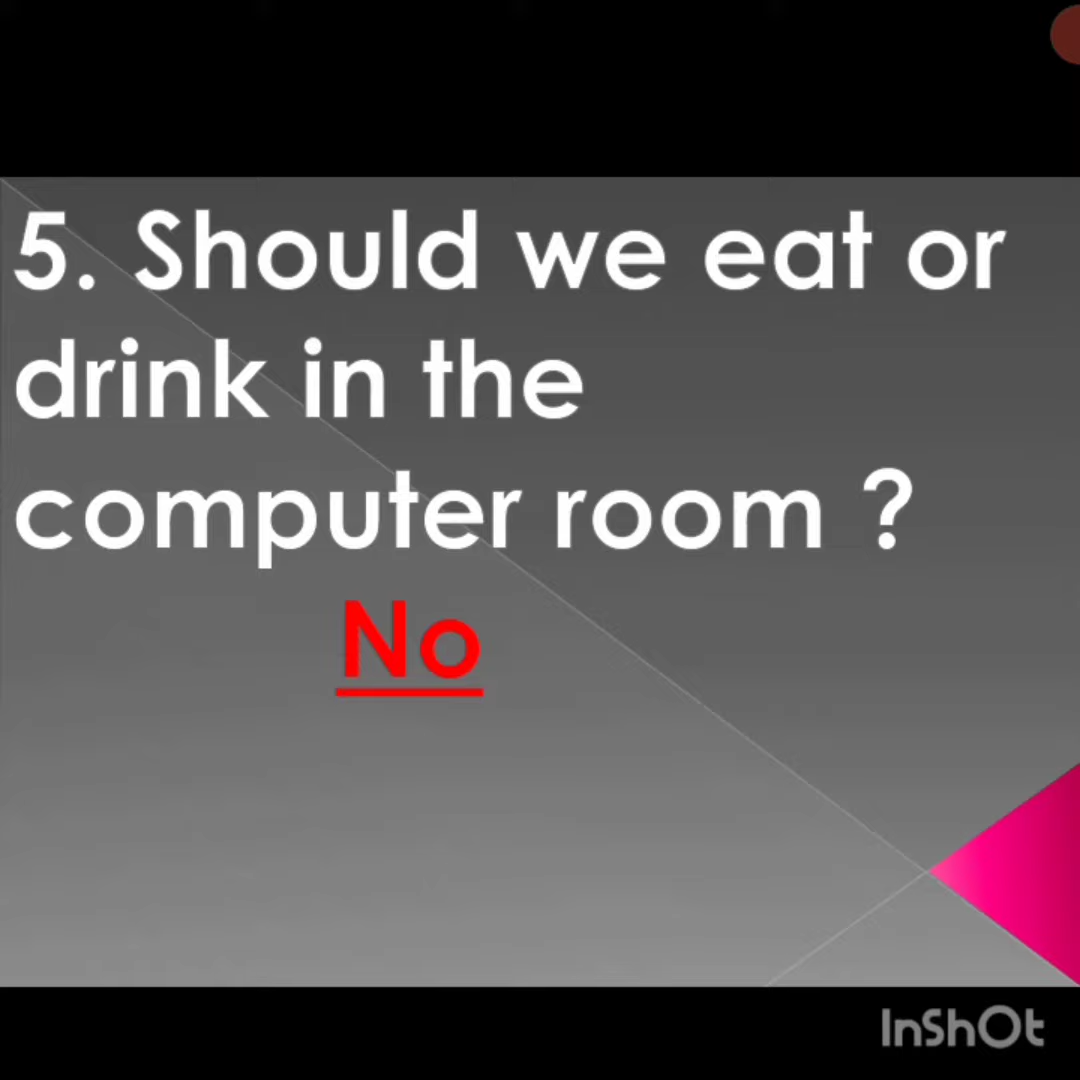 5. Should we eat or
drink in the
computer room ?
No
InShOt